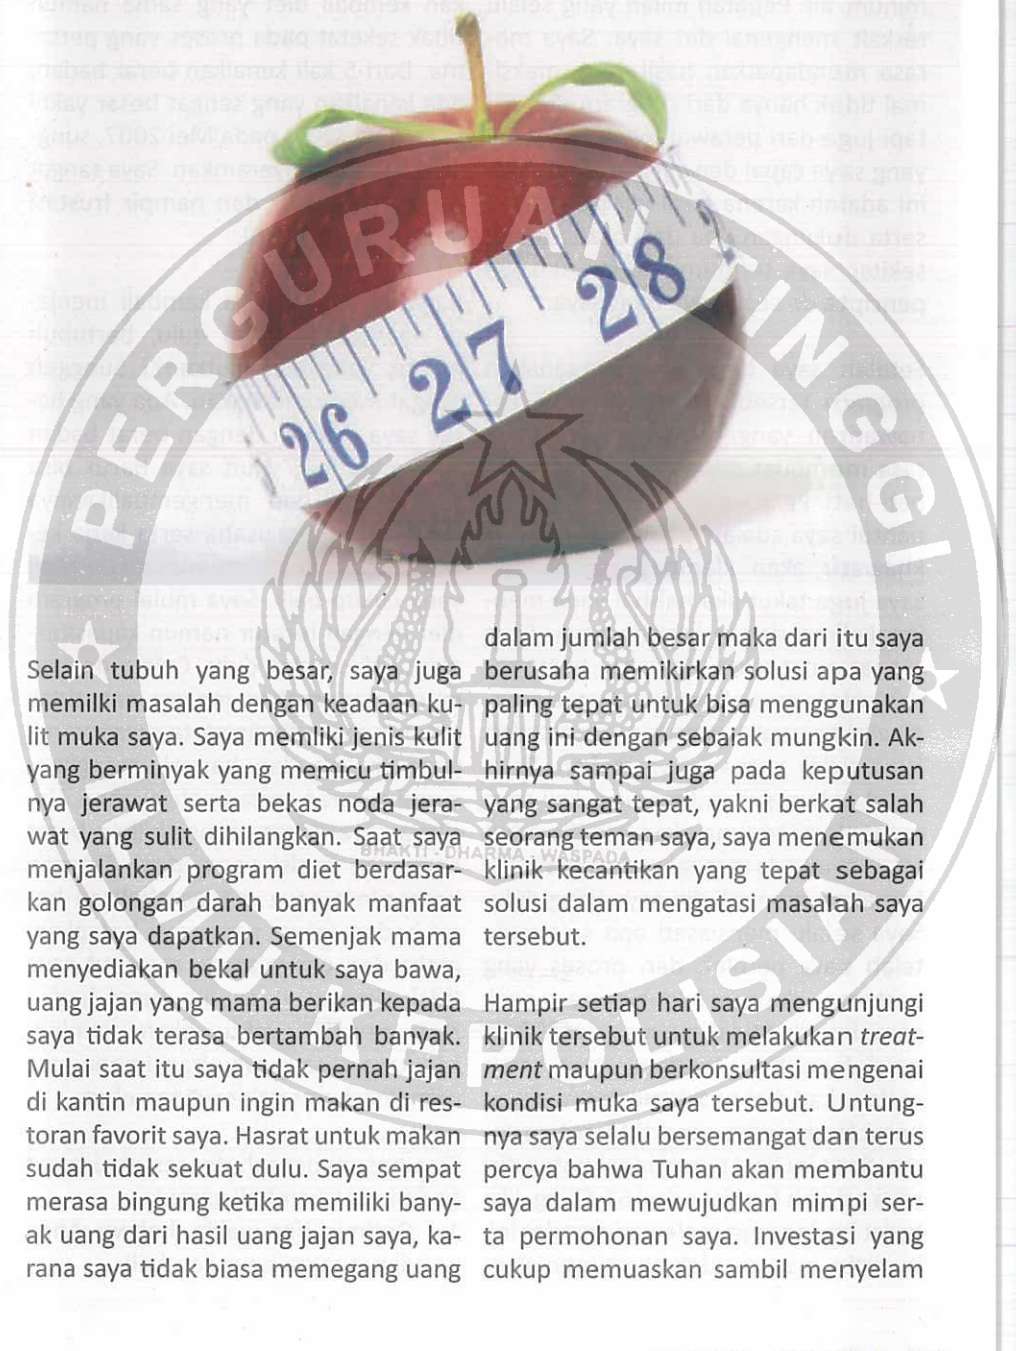 26 27 28
PERGURUAN TINGGI
ILMU KEPOLISIAN
BHAKTI - DHARMA - WASPADA
Selain tubuh yang besar, saya juga
memilki masalah dengan keadaan ku-
lit muka saya. Saya memliki jenis kulit
yang berminyak yang memicu timbul-
nya jerawat serta bekas noda jera-
wat yang sulit dihilangkan. Saat saya
menjalankan program diet berdasar-
kan golongan darah banyak manfaat
yang saya dapatkan. Semenjak mama
menyediakan bekal untuk saya bawa,
uang jajan yang mama berikan kepada
saya tidak terasa bertambah banyak.
Mulai saat itu saya tidak pernah jajan
di kantin maupun ingin makan di res-
toran favorit saya. Hasrat untuk makan
sudah tidak sekuat dulu. Saya sempat
merasa bingung ketika memiliki bany-
ak uang dari hasil uang jajan saya, ka-
rana saya tidak biasa memegang uang
dalam jumlah besar maka dari itu saya
berusaha memikirkan solusi apa yang
paling tepat untuk bisa menggunakan
uang ini dengan sebaiak mungkin. Ak-
hirnya sampai juga pada keputusan
yang sangat tepat, yakni berkat salah
seorang teman saya, saya menemukan
klinik kecantikan yang tepat sebagai
solusi dalam mengatasi masalah saya
tersebut.
Hampir setiap hari saya mengunjungi
klinik tersebut untuk melakukan treat-
ment maupun berkonsultasi mengenai
kondisi muka saya tersebut. Untung-
nya saya selalu bersemangat dan terus
percya bahwa Tuhan akan membantu
saya dalam mewujudkan mimpi ser-
ta permohonan saya. Investasi yang
cukup memuaskan sambil menyelam